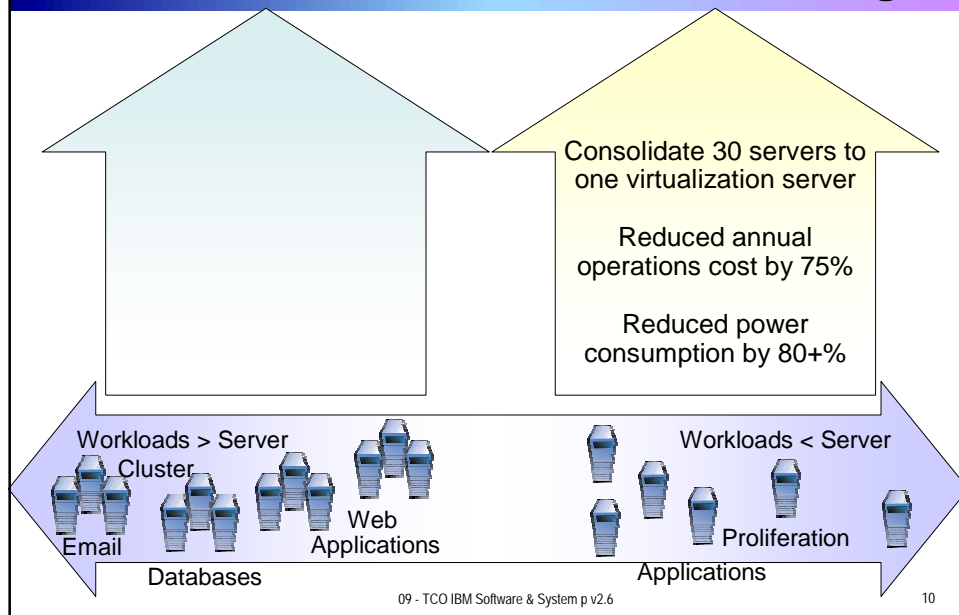 Consolidate 30 servers to
one virtualization server
Reduced annual
operations cost by 75%
Reduced power
consumption by 80+%
Workloads > Server
Cluster
Email
Databases
Web
Applications
Workloads < Server
Proliferation
Applications
09 - TCO IBM Software & System p v2.6
10